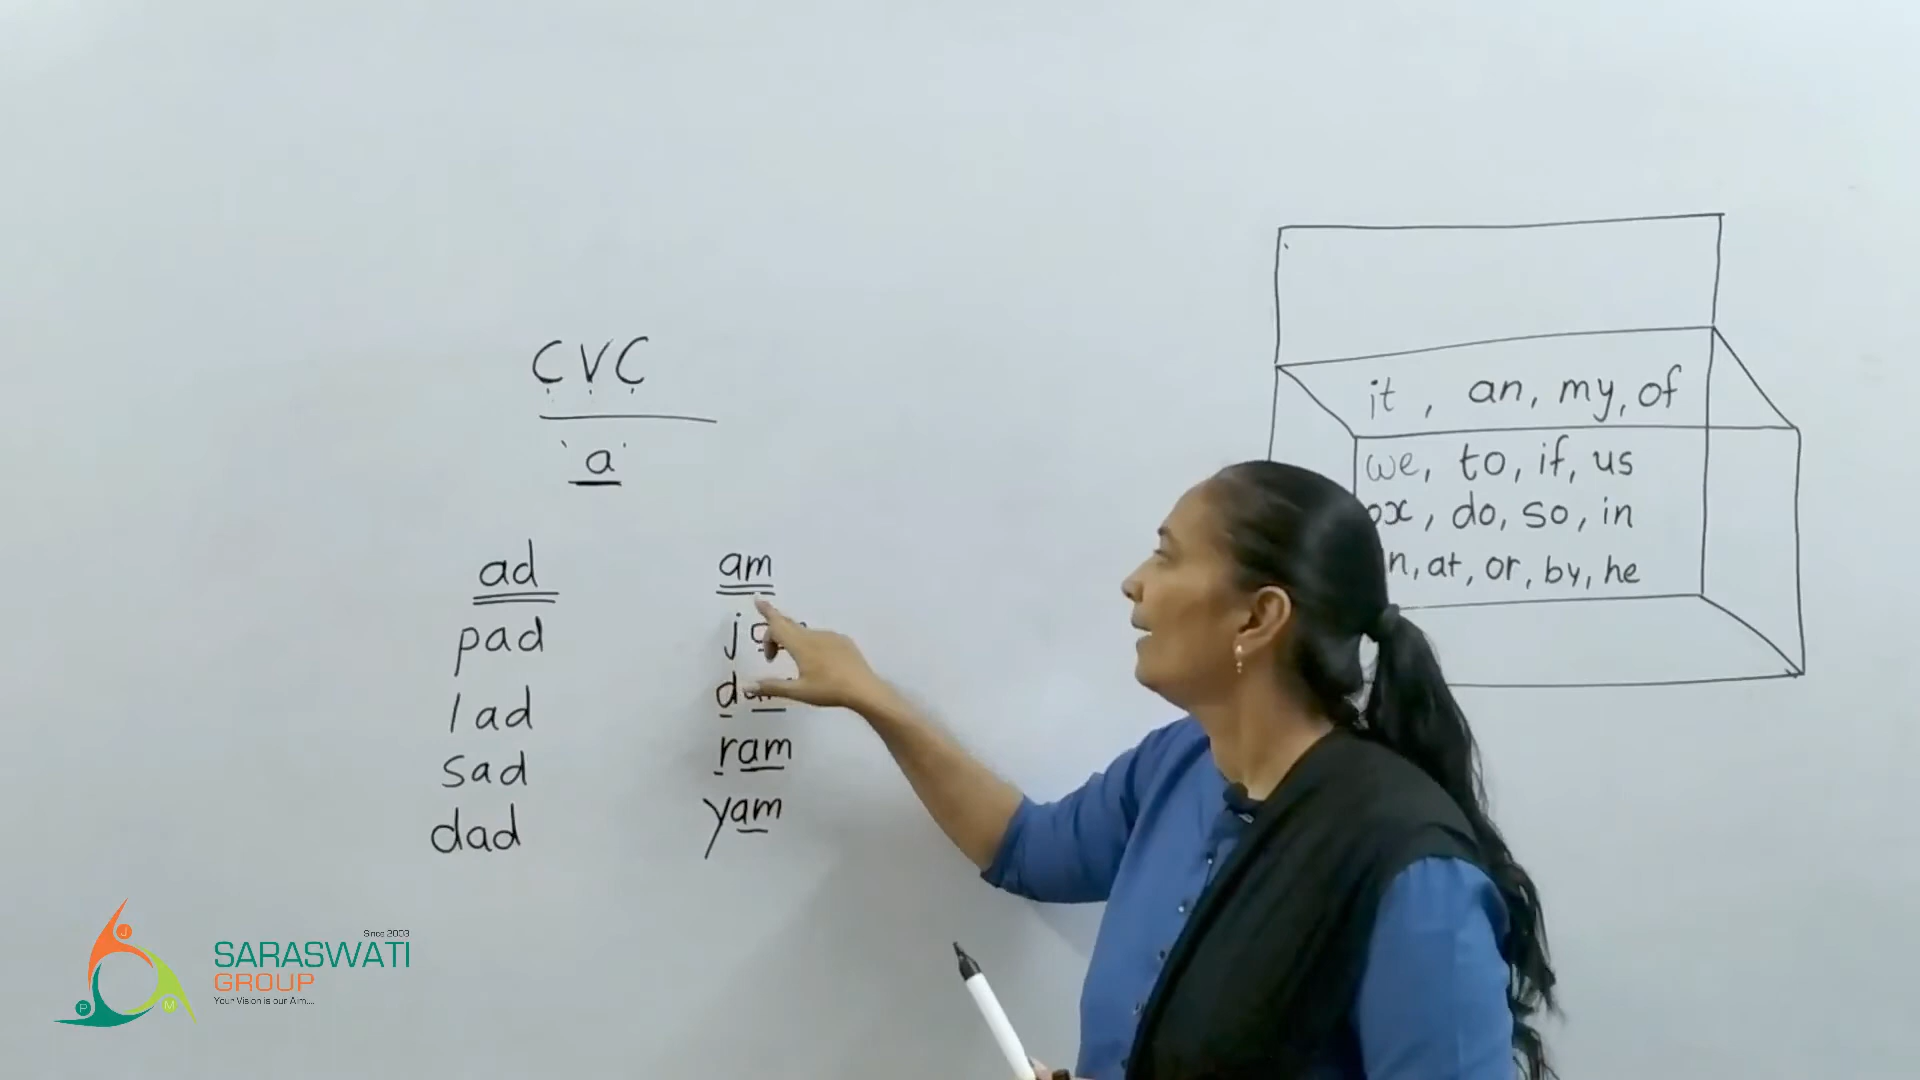 CVC
'a'
ad
pad
lad
sad
dad
am
ram
yam
it, an, my, of
we, to, if, us
ox, do, so, in
at, or, by, he
Since 2003
SARASWATI
GROUP
Your Vision is our Aim....
J
P
M